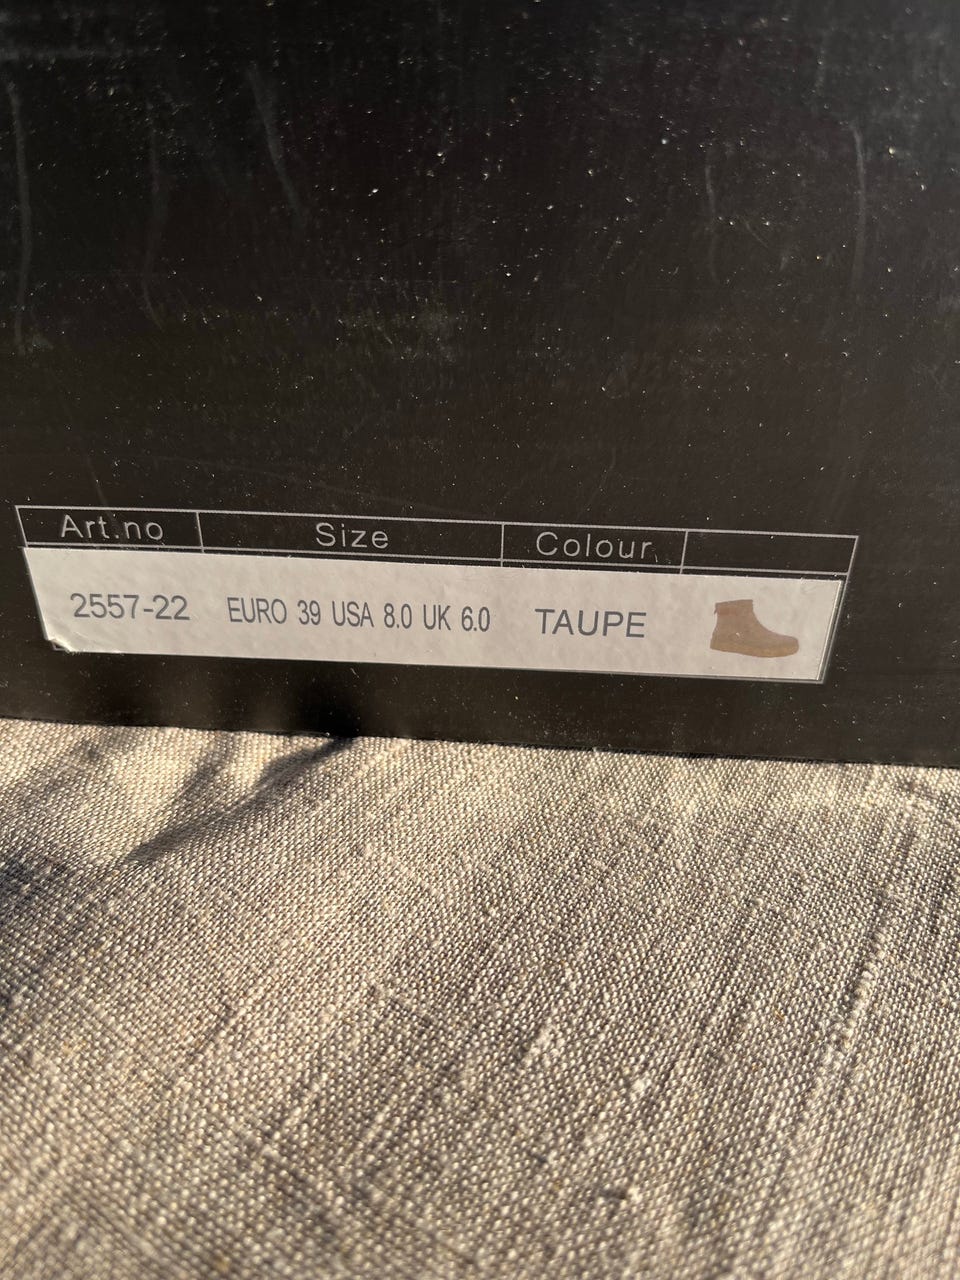 Art.no Size Colour
2557-22 EURO 39 USA 8.0 UK 6.0 TAUPE